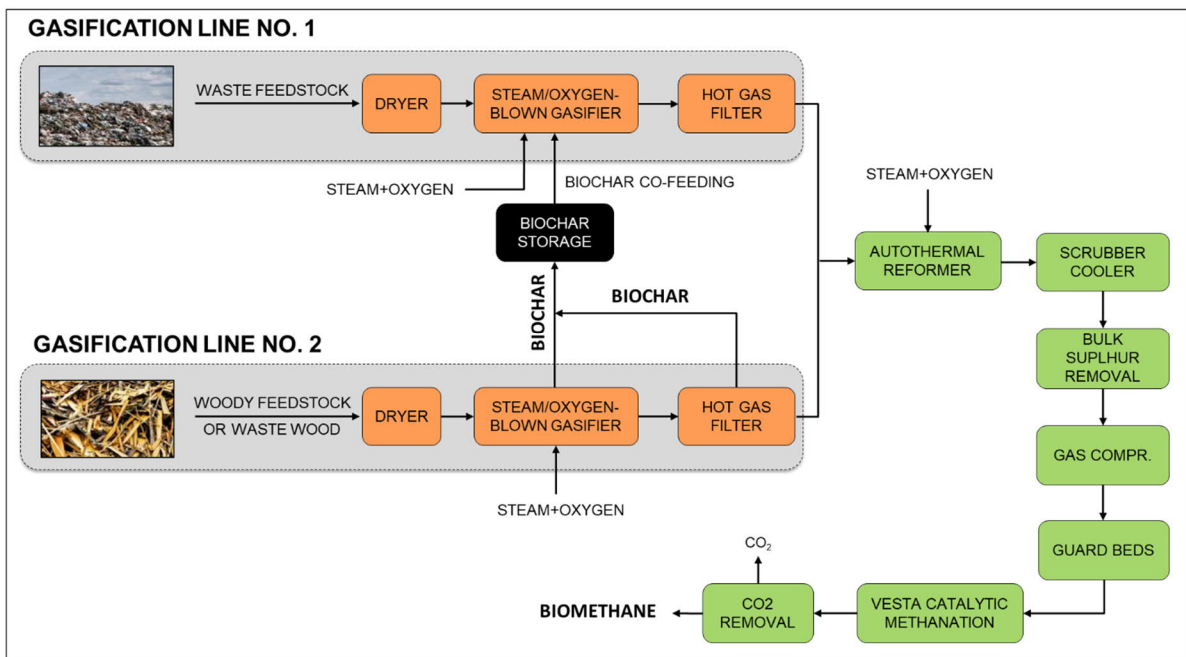 GASIFICATION LINE NO. 1
WASTE FEEDSTOCK
DRYER
STEAM/OXYGEN-
BLOWN GASIFIER
HOT GAS
FILTER
STEAM+OXYGEN
BIOCHAR CO-FEEDING
BIOCHAR
STORAGE
STEAM+OXYGEN
AUTOTHERMAL
REFORMER
SCRUBBER
COOLER
BIOCHAR
BIOCHAR
BULK
SUPLHUR
REMOVAL
GASIFICATION LINE NO. 2
WOODY FEEDSTOCK
OR WASTE WOOD
DRYER
STEAM/OXYGEN-
BLOWN GASIFIER
HOT GAS
FILTER
STEAM+OXYGEN
GAS COMPR.
GUARD BEDS
VESTA CATALYTIC
METHANATION
CO2
REMOVAL
CO₂
BIOMETHANE